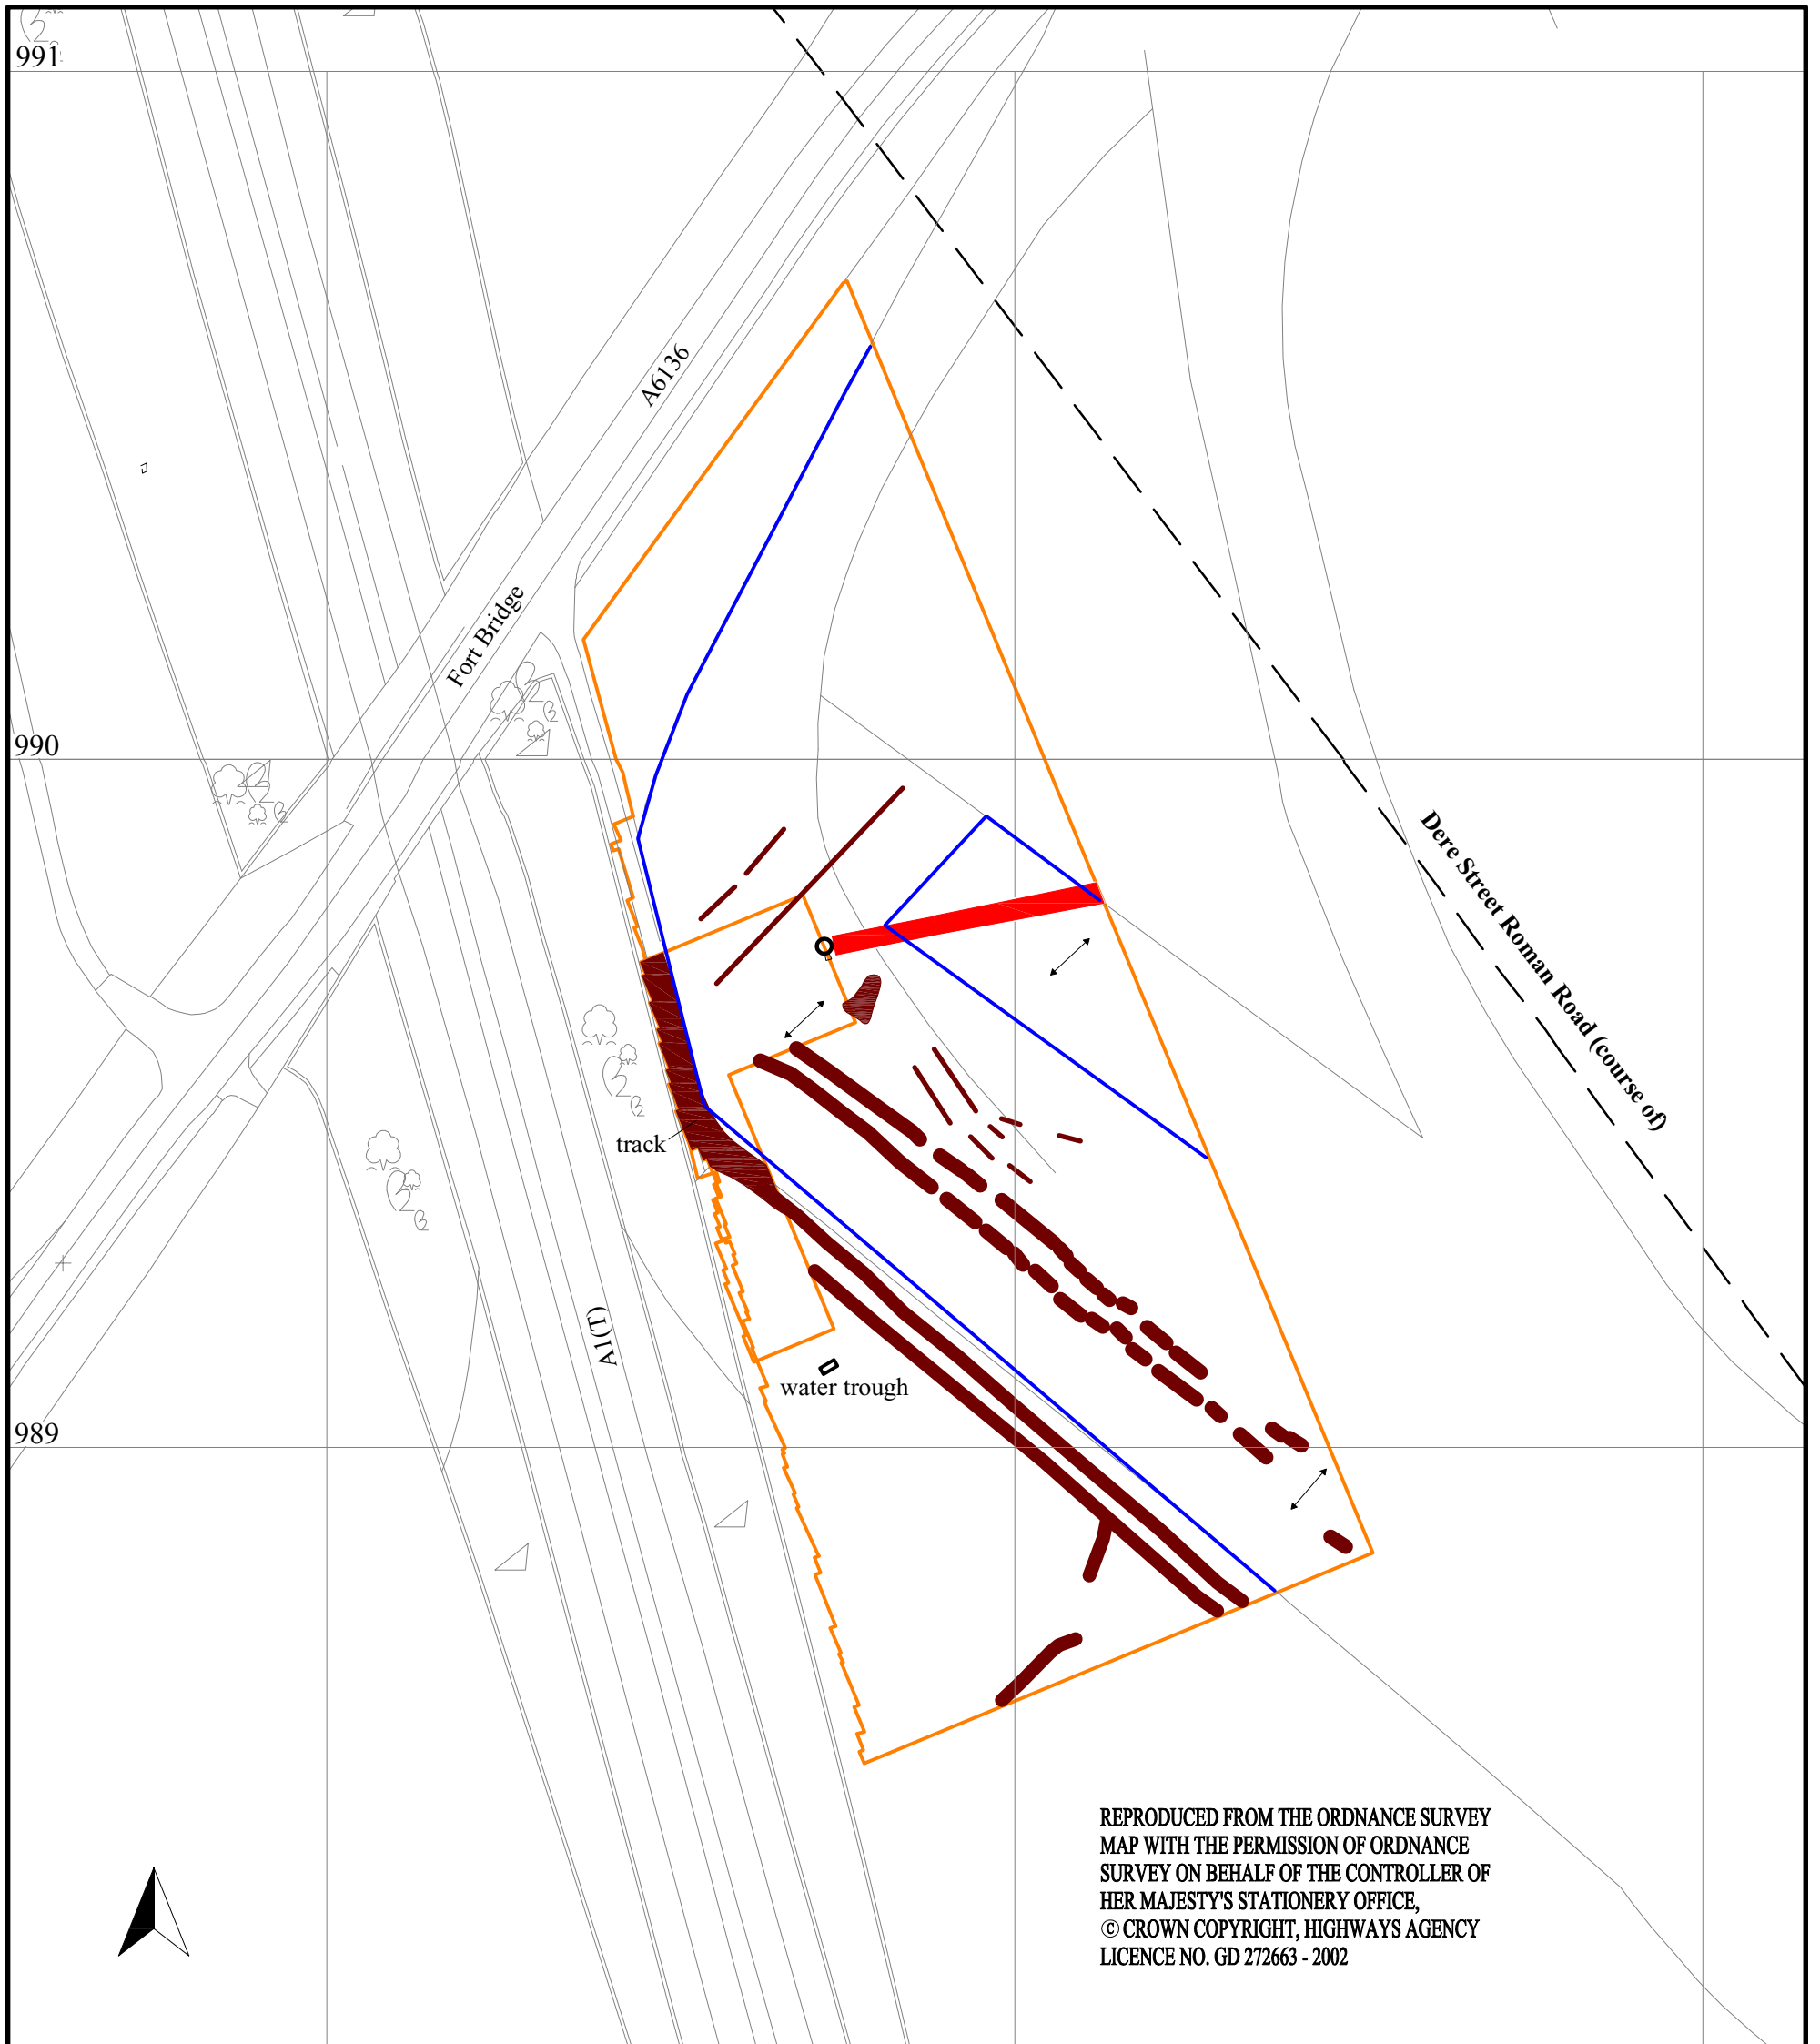 991
A6136
Fort Bridge
990
Dere Street Roman Road (course of)
track
A1(T)
water trough
989
REPRODUCED FROM THE ORDNANCE SURVEY
MAP WITH THE PERMISSION OF ORDNANCE
SURVEY ON BEHALF OF THE CONTROLLER OF
HER MAJESTY'S STATIONERY OFFICE,
© CROWN COPYRIGHT, HIGHWAYS AGENCY
LICENCE NO. GD 272663 - 2002